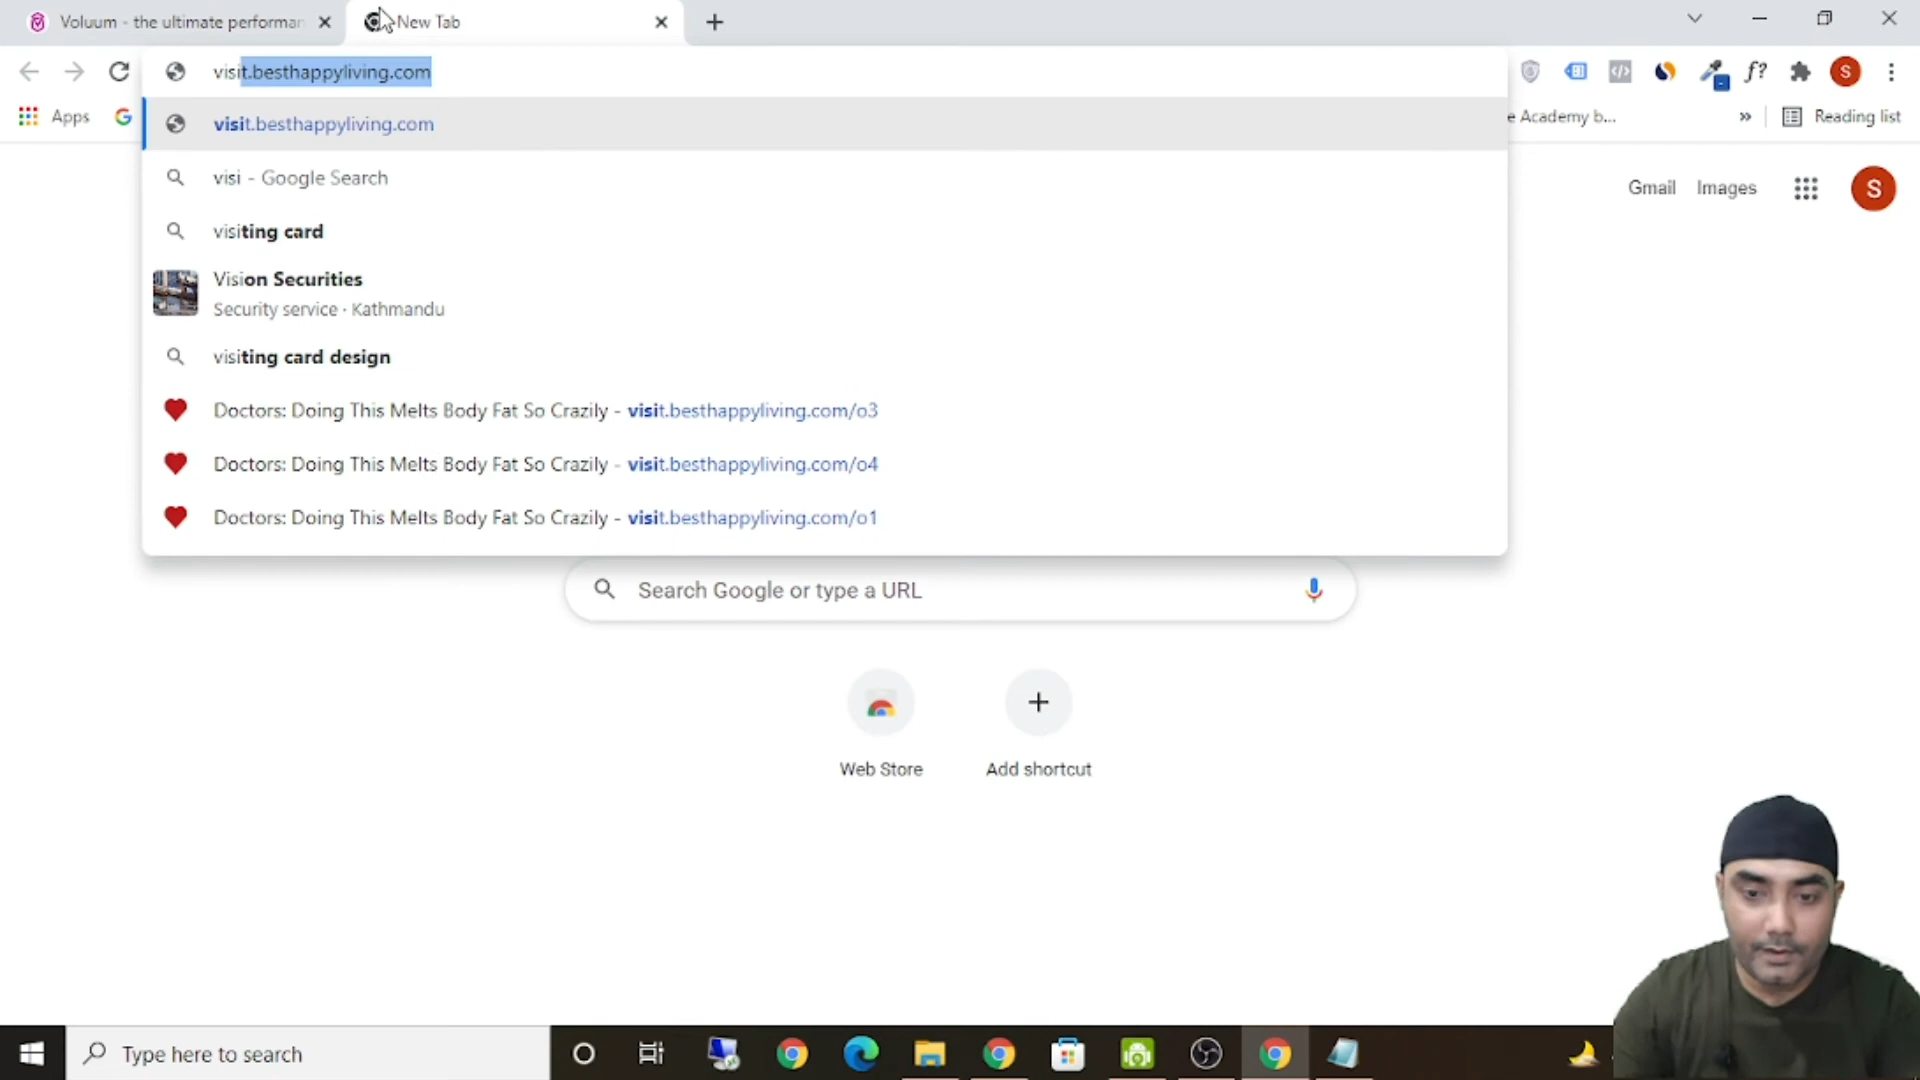 Voluum - the ultimate performan
New Tab
visit.besthappyliving.com
Apps
e Academy b...
Reading list
visit.besthappyliving.com
visi - Google Search
visiting card
Vision Securities
Security service · Kathmandu
visiting card design
Doctors: Doing This Melts Body Fat So Crazily - visit.besthappyliving.com/o3
Doctors: Doing This Melts Body Fat So Crazily - visit.besthappyliving.com/o4
Doctors: Doing This Melts Body Fat So Crazily - visit.besthappyliving.com/o1
Gmail
Images
S
Search Google or type a URL
Web Store
Add shortcut
Type here to search